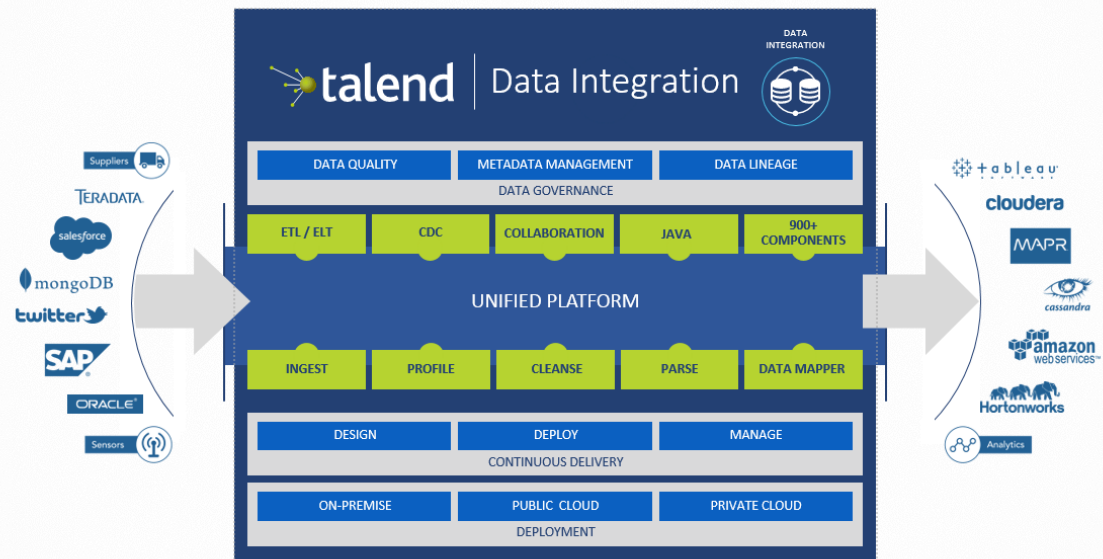 DATA
INTEGRATION
talend Data Integration
Suppliers
TERADATA.
salesforce
mongoDB
twitter
SAP
ORACLE
Sensors
DATA QUALITY METADATA MANAGEMENT DATA LINEAGE
DATA GOVERNANCE
ETL / ELT CDC COLLABORATION JAVA 900+
COMPONENTS
UNIFIED PLATFORM
INGEST PROFILE CLEANSE PARSE DATA MAPPER
DESIGN DEPLOY MANAGE
CONTINUOUS DELIVERY
ON-PREMISE PUBLIC CLOUD PRIVATE CLOUD
DEPLOYMENT
tableau
SOFTWARE
cloudera
MAPR
cassandra
amazon
webservices™
Hortonworks
Analytics